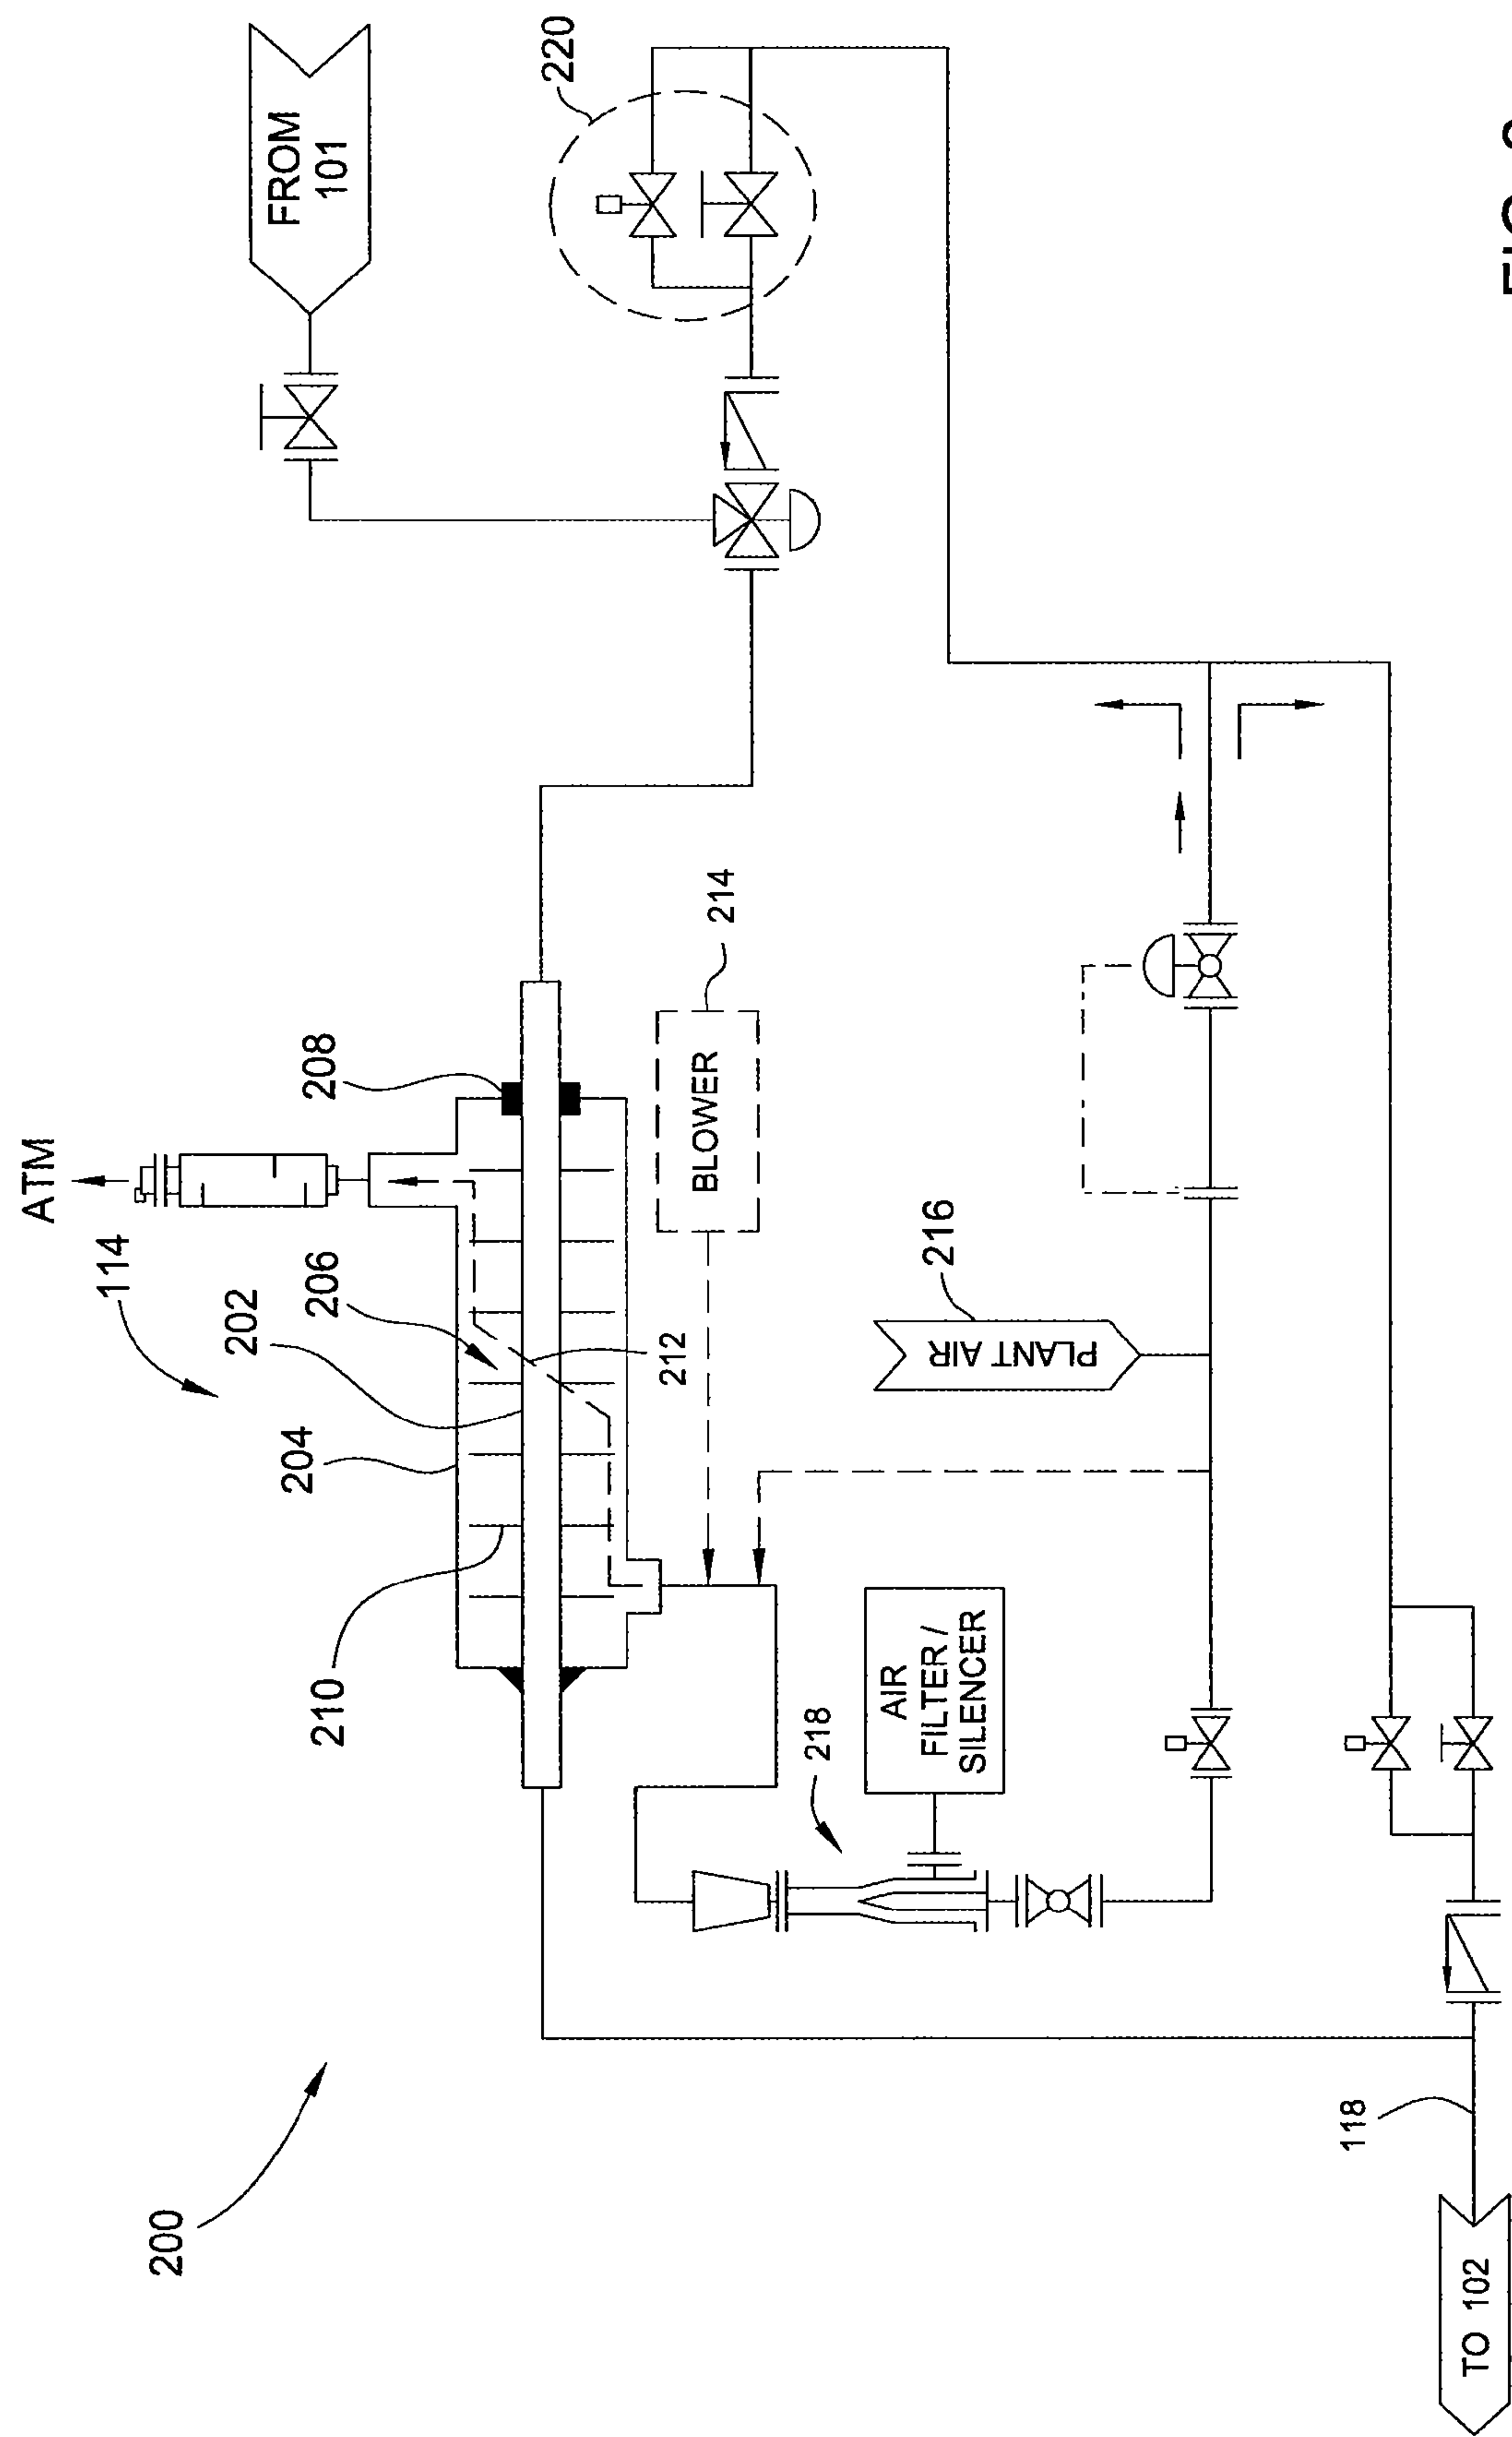 ATM
114
200
202
FROM
101
204
206
208
210
220
212
BLOWER
214
218
AIR
FILTER /
SILENCER
216
PLANT AIR
118
TO 102